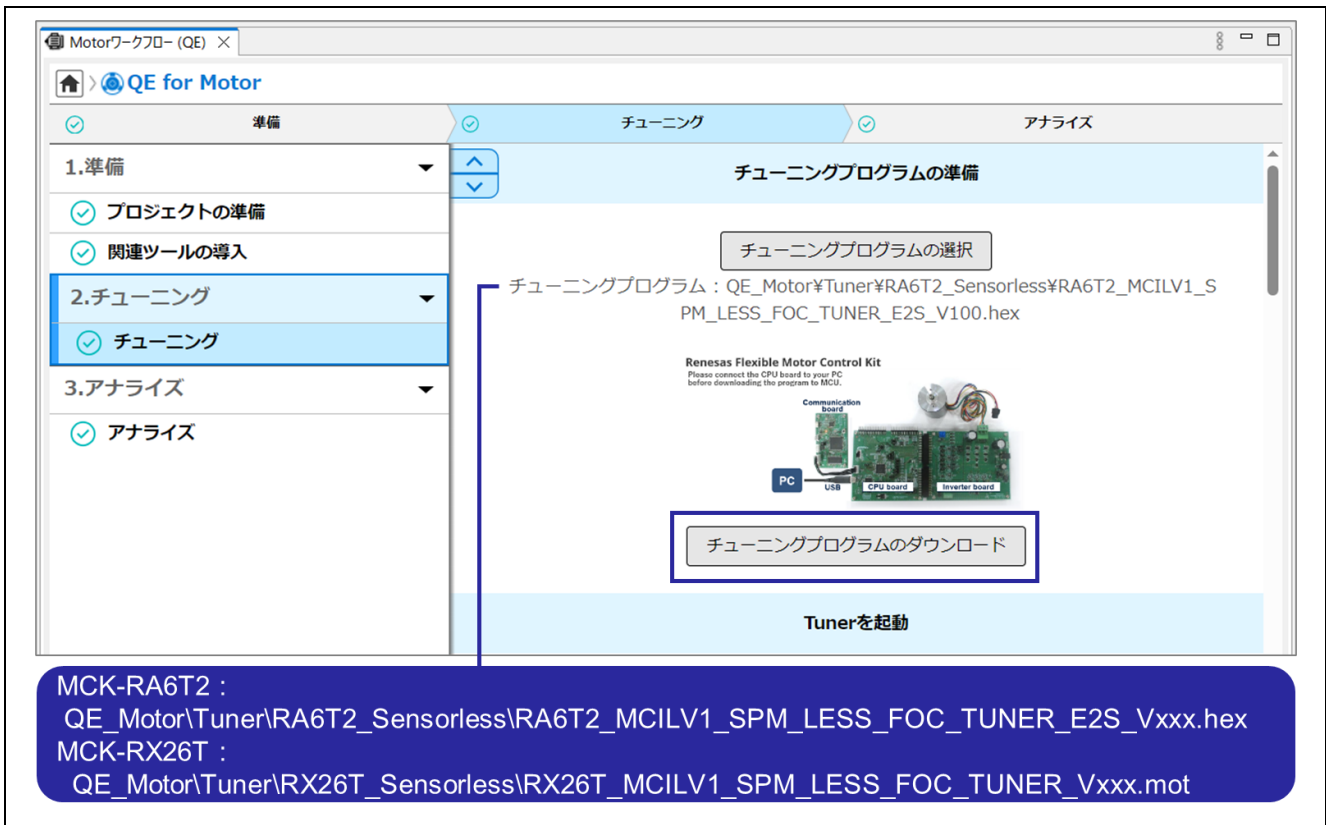 Motorワークフロー (QE)
QE for Motor
準備
チューニング
アナライズ
1.準備
プロジェクトの準備
関連ツールの導入
2.チューニング
チューニング
3.アナライズ
アナライズ
チューニングプログラムの準備
チューニングプログラムの選択
チューニングプログラム：QE_Motor¥Tuner¥RA6T2_Sensorless¥RA6T2_MCILV1_S
PM_LESS_FOC_TUNER_E2S_V100.hex
Renesas Flexible Motor Control Kit
Please connect the CPU board to your PC
before downloading the program to MCU.
Communication
board
PC
USB
CPU board
Inverter board
チューニングプログラムのダウンロード
Tunerを起動
MCK-RA6T2：
QE_Motor\Tuner\RA6T2_Sensorless\RA6T2_MCILV1_SPM_LESS_FOC_TUNER_E2S_Vxxx.hex
MCK-RX26T：
QE_Motor\Tuner\RX26T_Sensorless\RX26T_MCILV1_SPM_LESS_FOC_TUNER_Vxxx.mot